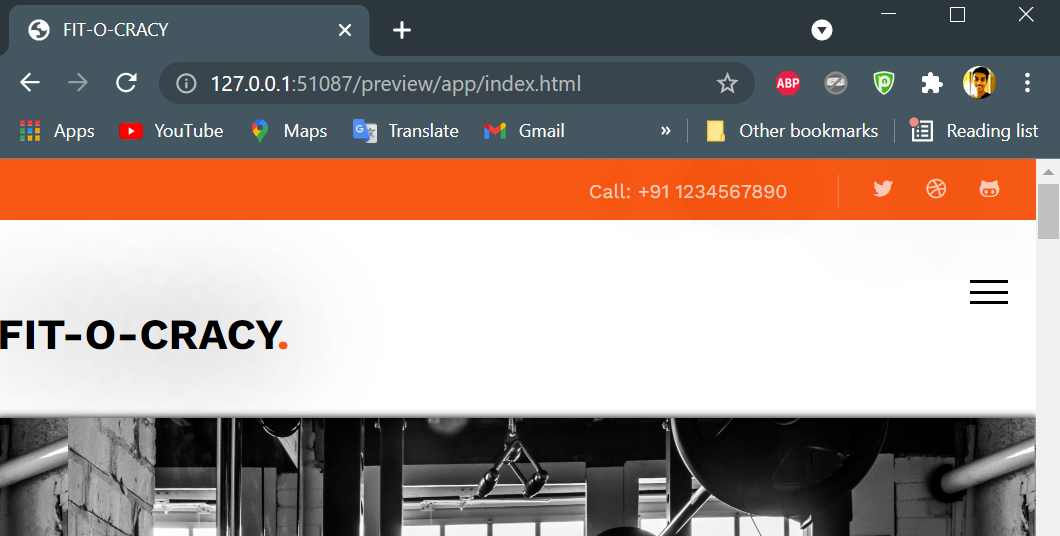 FIT-O-CRACY
127.0.0.1:51087/preview/app/index.html
ABP
Apps YouTube Maps Translate Gmail » Other bookmarks Reading list
Call: +91 1234567890
FIT-O-CRACY.